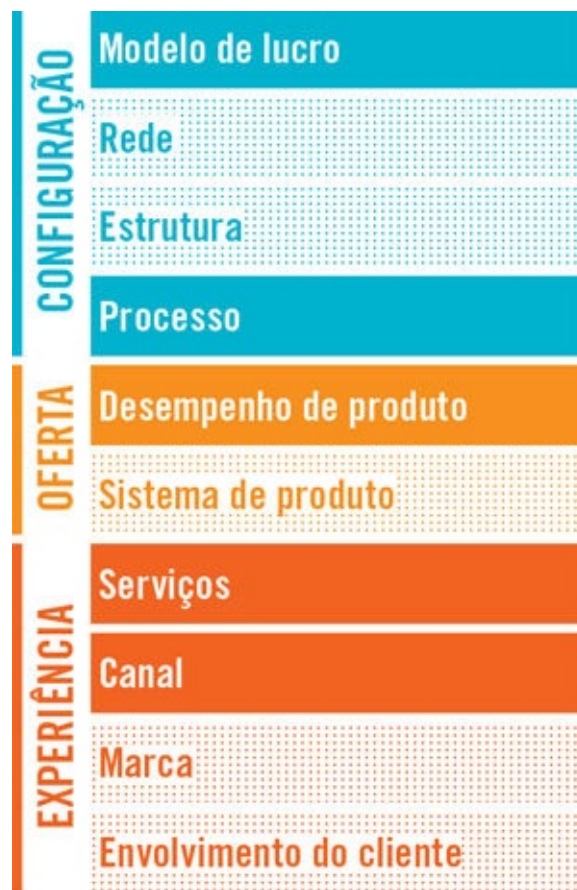 CONFIGURAÇÃO
Modelo de lucro
Rede
Estrutura
Processo
OFERTA
Desempenho de produto
Sistema de produto
EXPERIÊNCIA
Serviços
Canal
Marca
Envolvimento do cliente